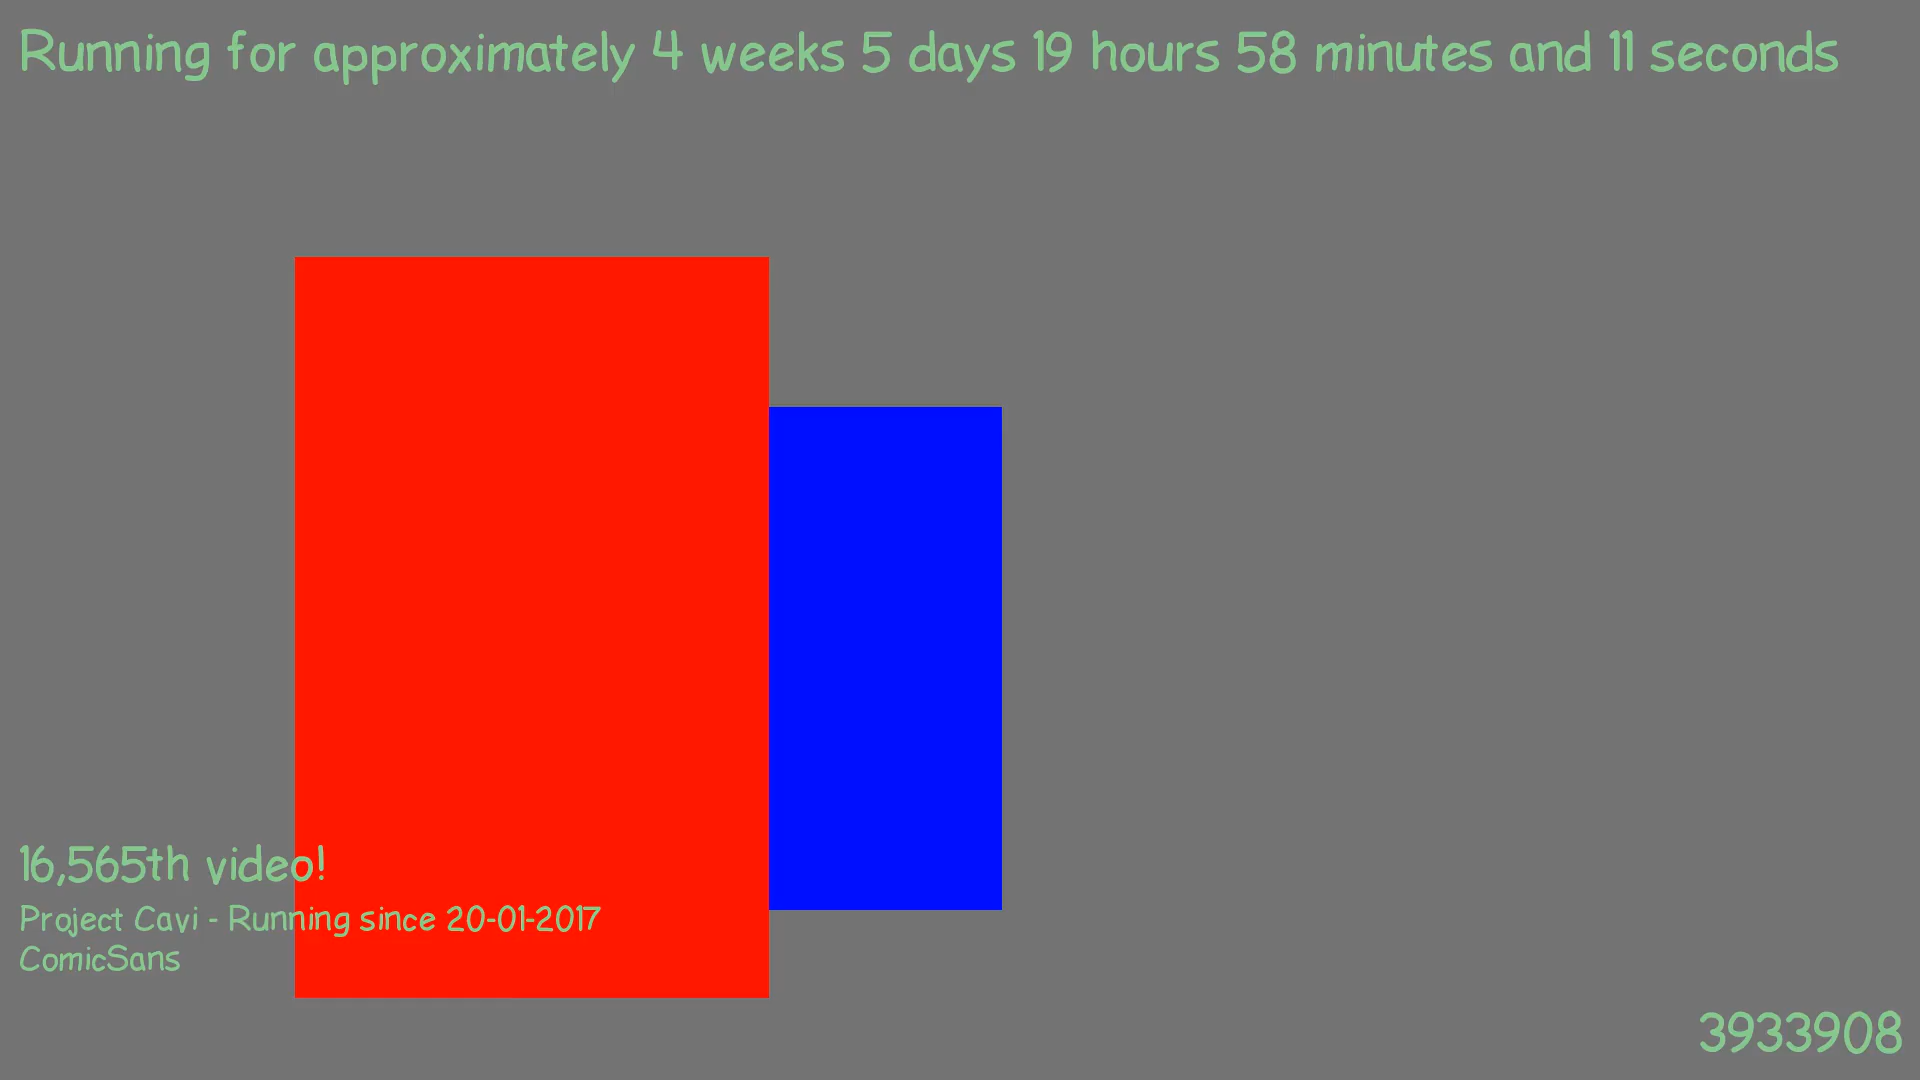 Running for approximately 4 weeks 5 days 19 hours 58 minutes and 11 seconds
16,565th video!
Project Cavi - Running since 20-01-2017
ComicSans
3933908